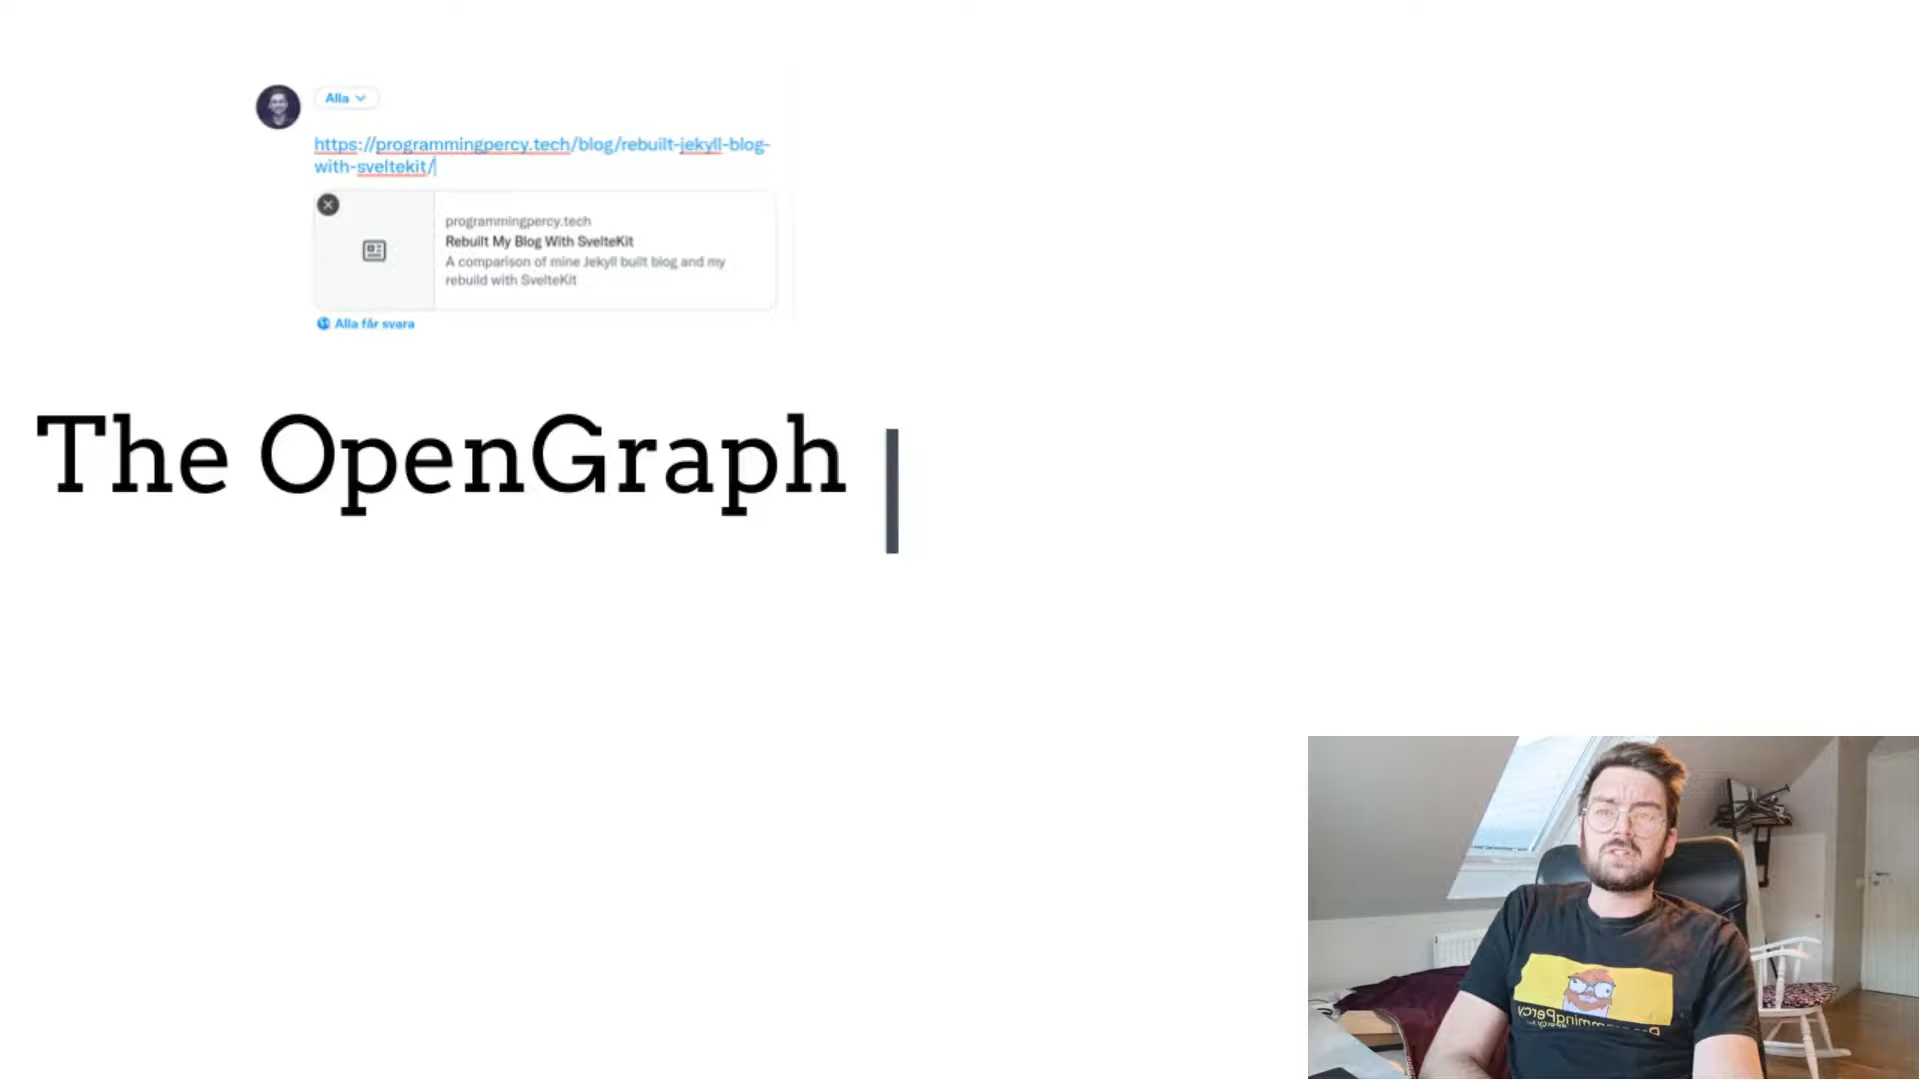 Alla
https://programmingpercy.tech/blog/rebuilt-jekyll-blog-
with-sveltekit/
programmingpercy.tech
Rebuilt My Blog With SvelteKit
A comparison of mine Jekyll built blog and my
rebuild with SvelteKit
Alla får svara
The OpenGraph
ProgrammingPercy